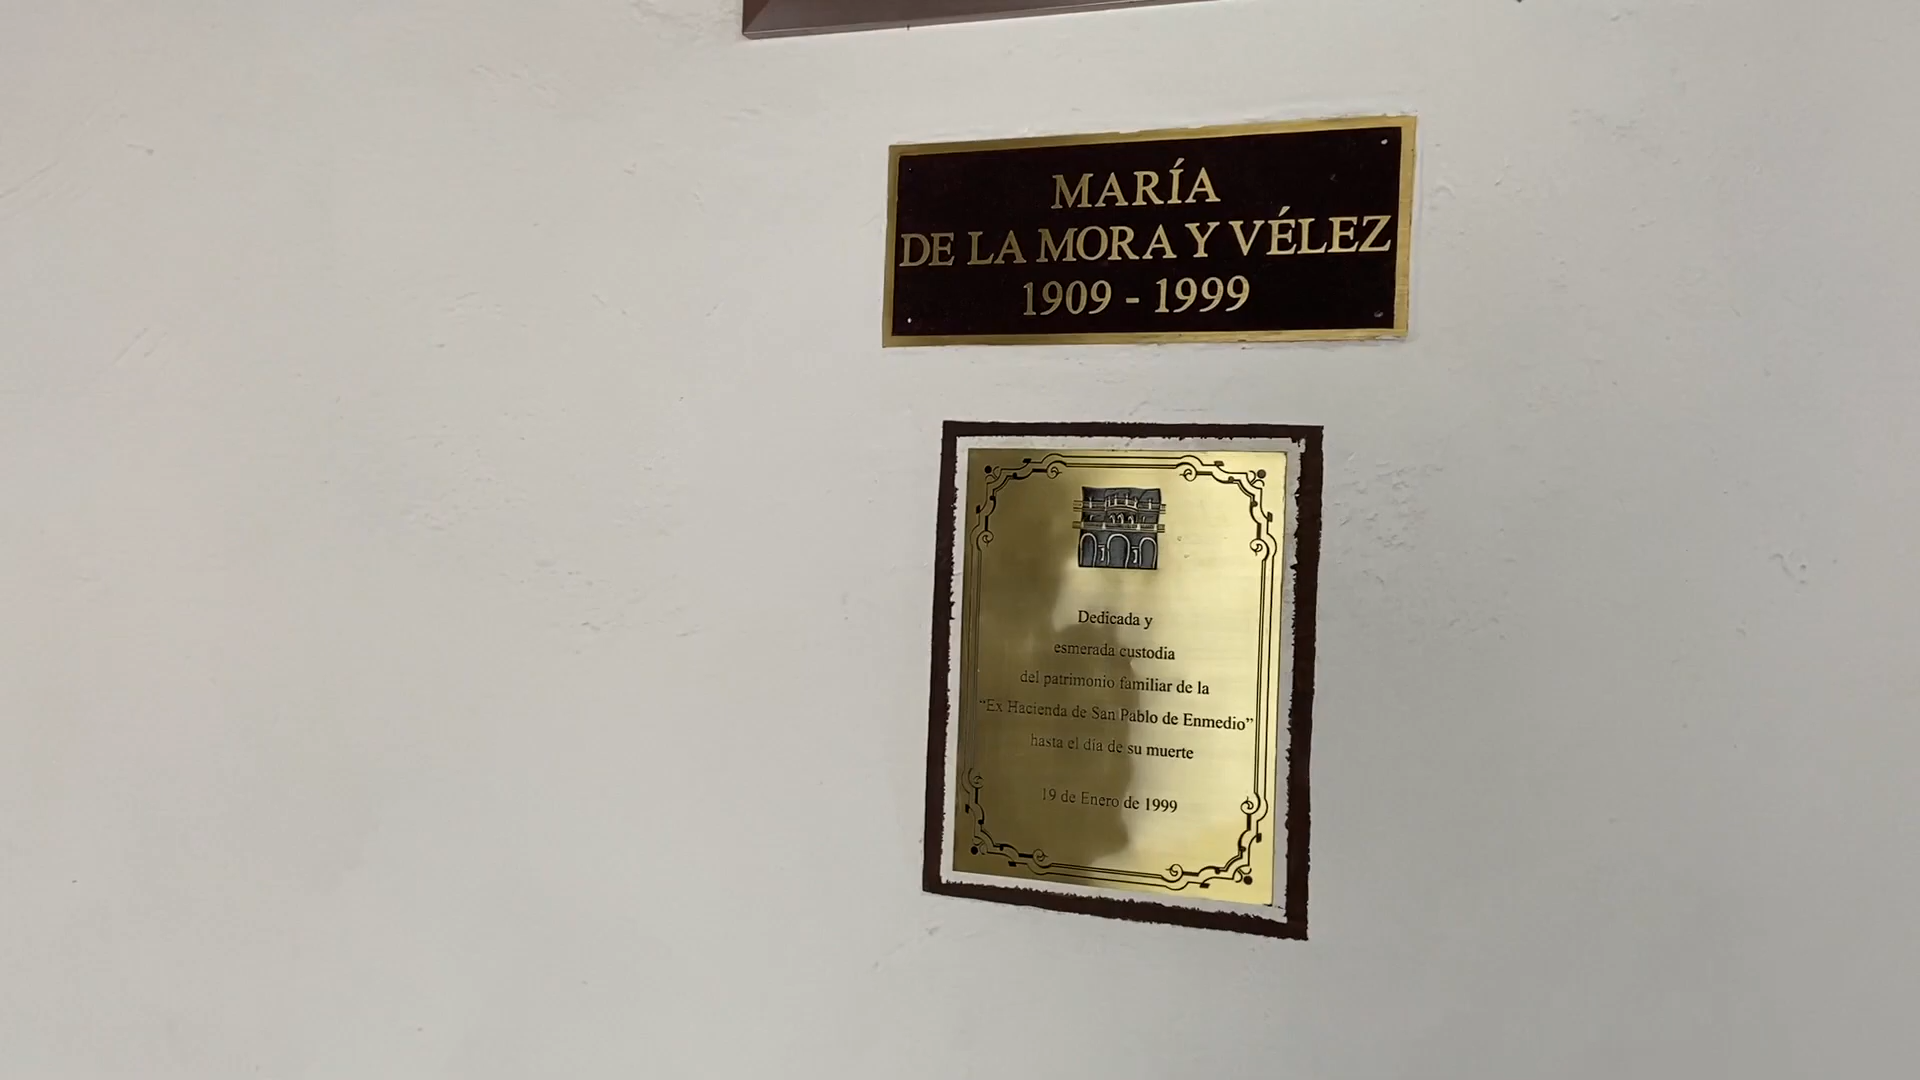 MARÍA
DE LA MORA Y VÉLEZ
1909 - 1999
Dedicada y
esmerada custodia
del patrimonio familiar de la
“Ex Hacienda de San Pablo de Enmedio”
hasta el día de su muerte
19 de Enero de 1999